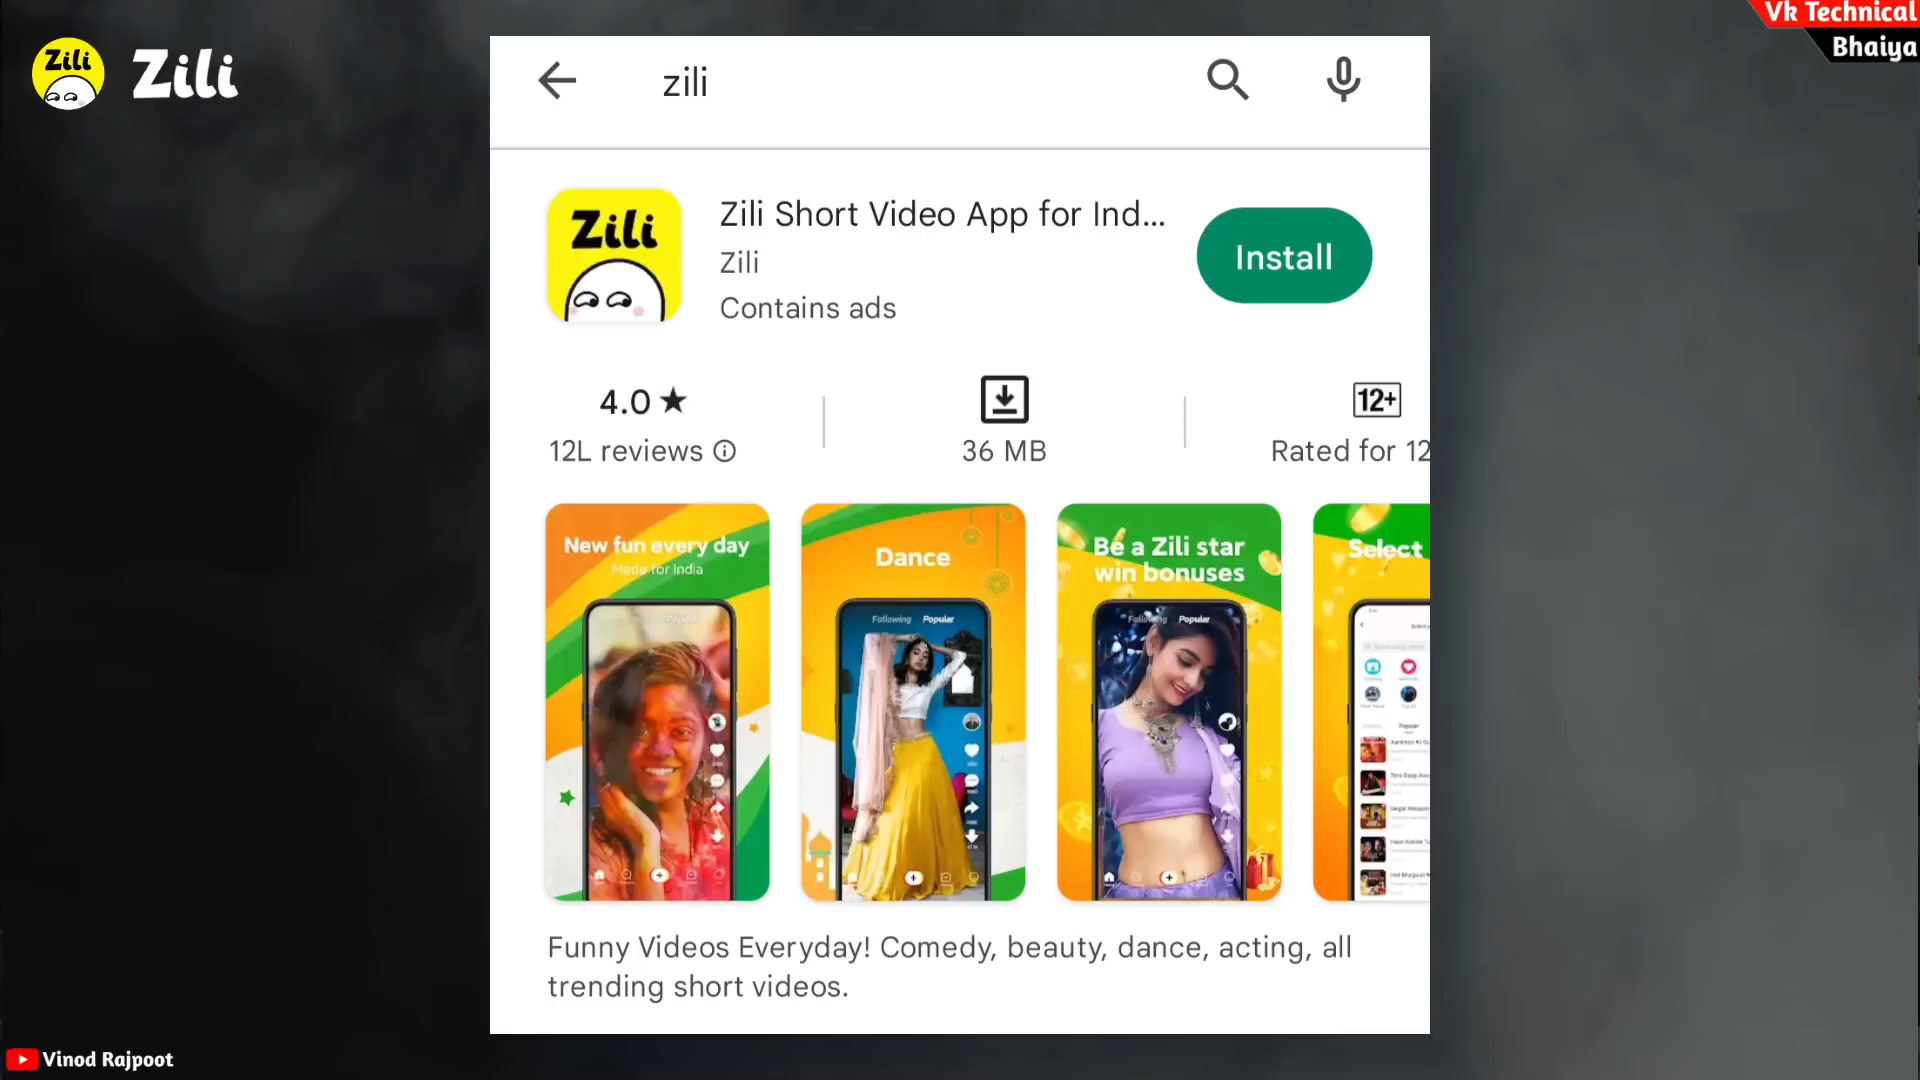 Vk Technical
Bhaiya
Zili
Zili
zili
Zili
Zili Short Video App for Ind...
Zili
Contains ads
Install
4.0 ★
12L reviews
36 MB
12+
Rated for 12
New fun every day
Made for India
Dance
Following Popular
Be a Zili star
win bonuses
Following Popular
Select
Popular
Funny Videos Everyday! Comedy, beauty, dance, acting, all
trending short videos.
Vinod Rajpoot